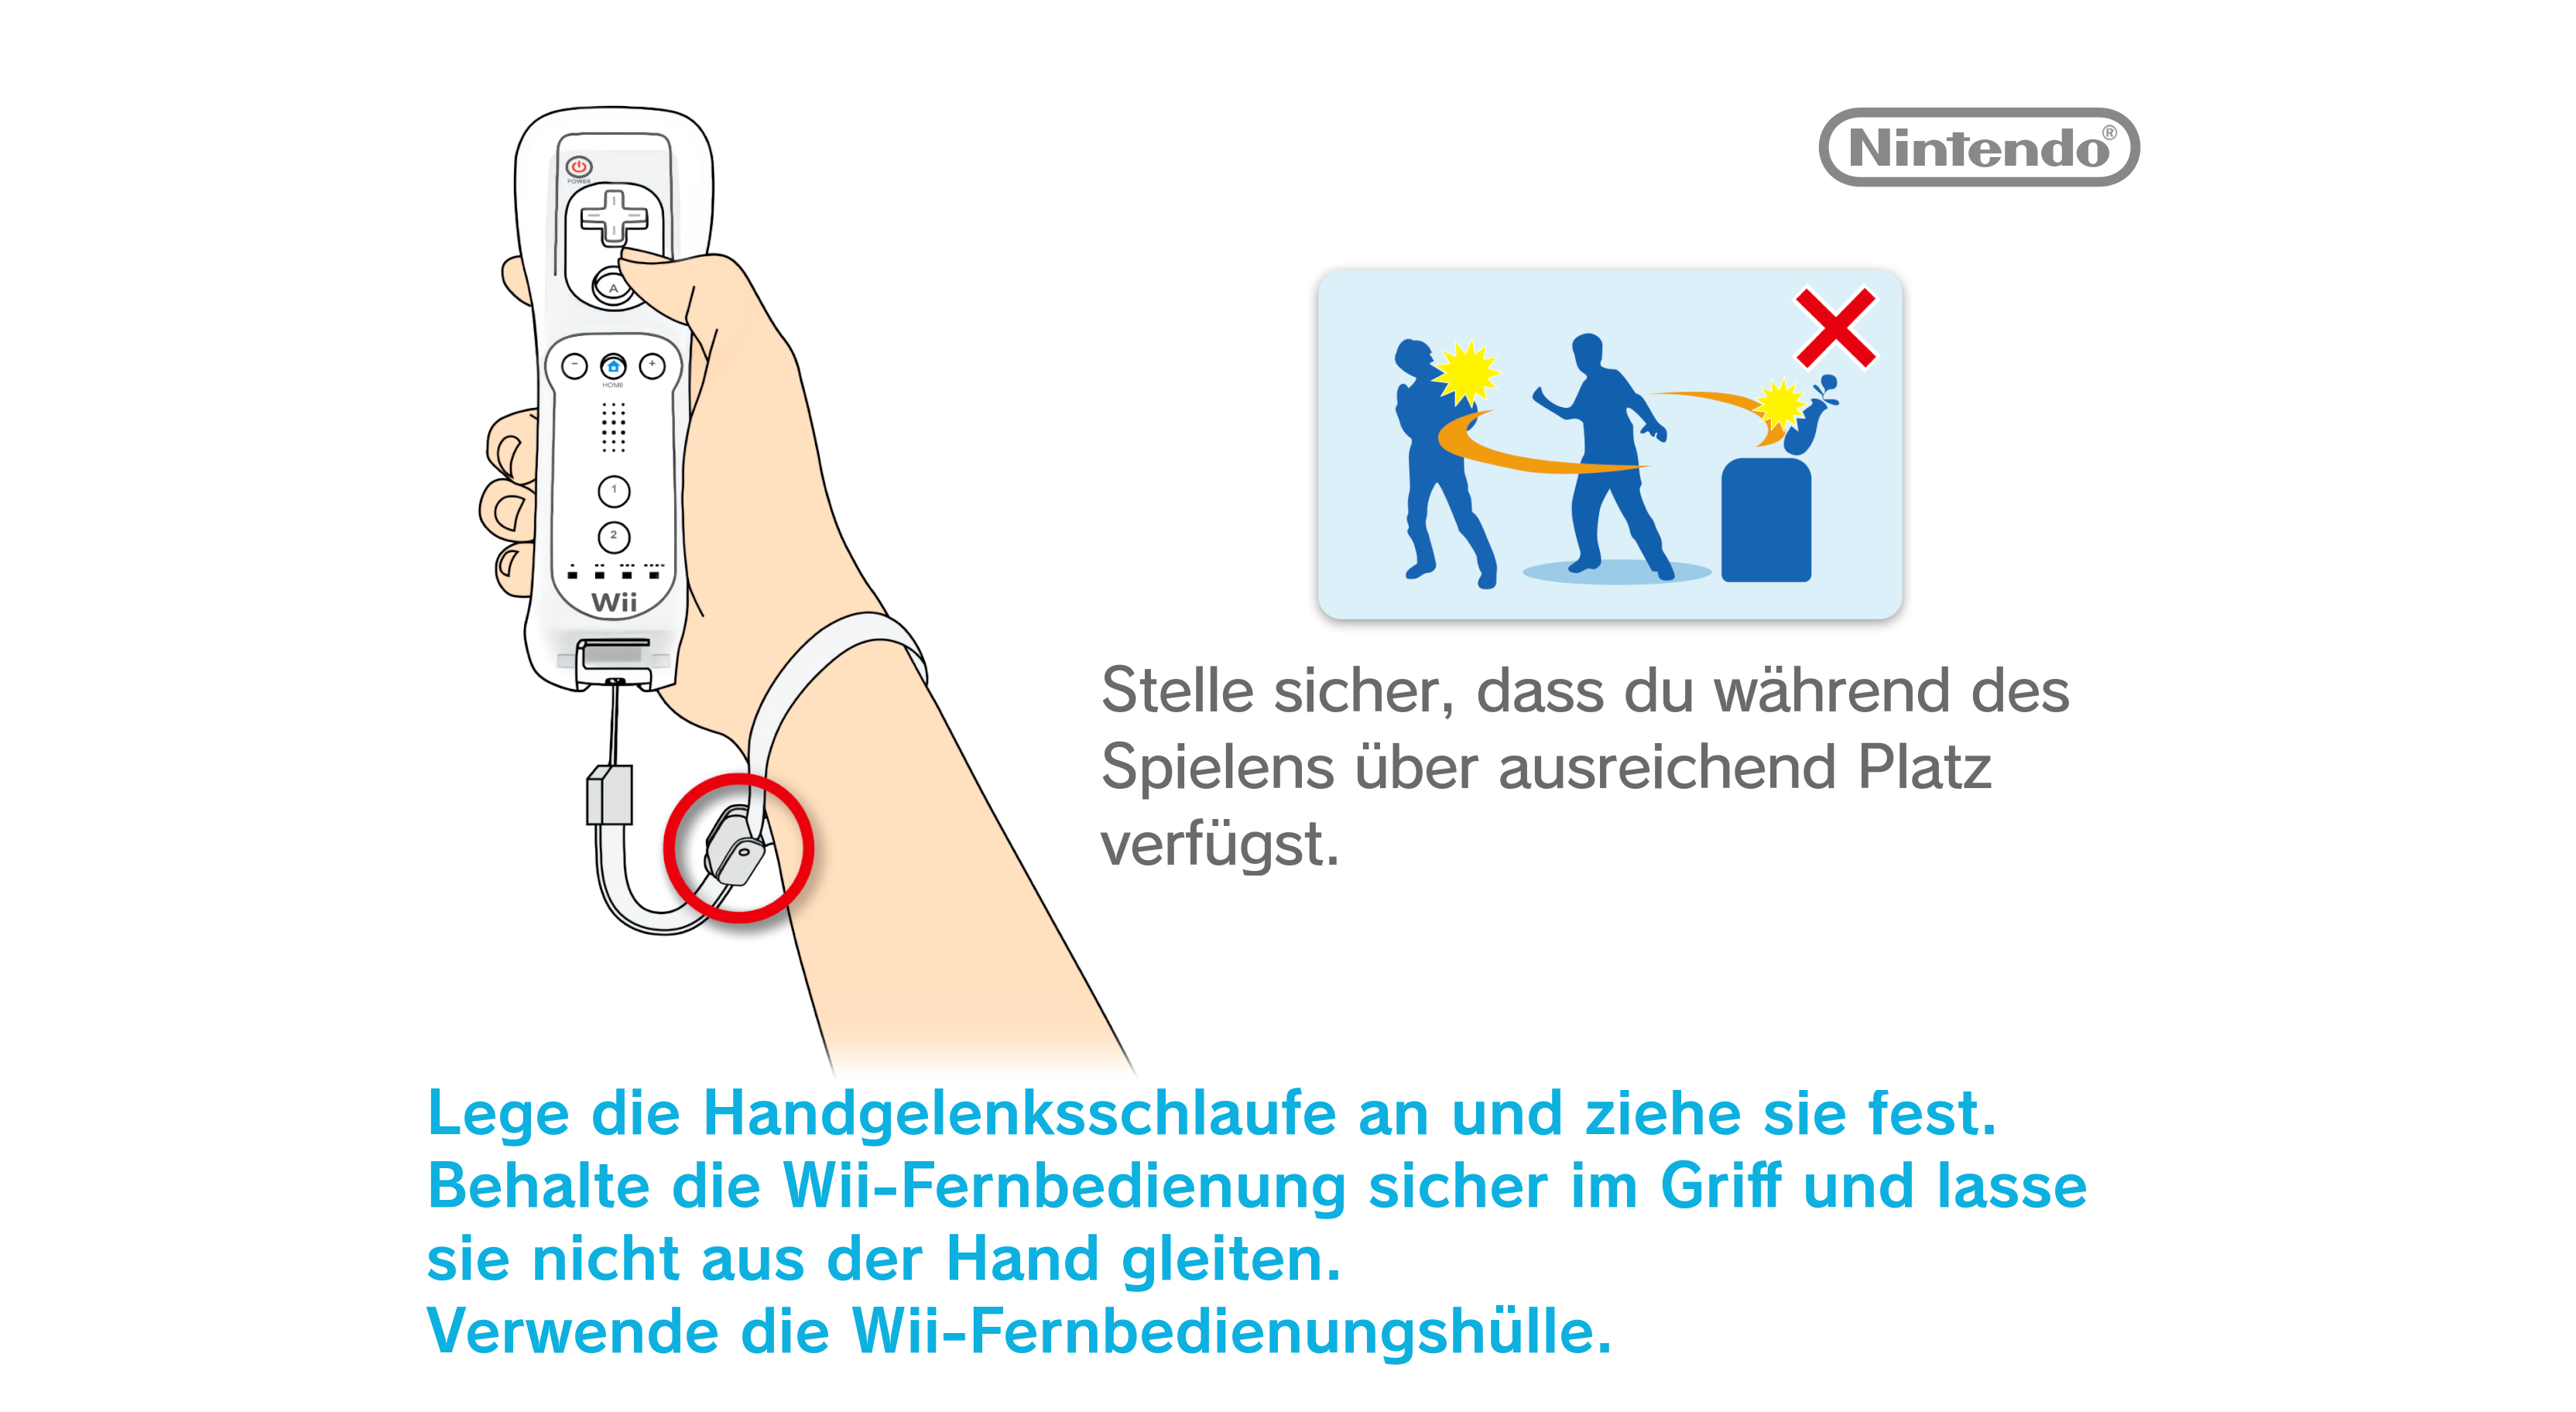 Nintendo®
POWER
A
− + 
HOME
1
2
Wii
Stelle sicher, dass du während des
Spielens über ausreichend Platz
verfügst.
Lege die Handgelenksschlaufe an und ziehe sie fest.
Behalte die Wii-Fernbedienung sicher im Griff und lasse
sie nicht aus der Hand gleiten.
Verwende die Wii-Fernbedienungshülle.